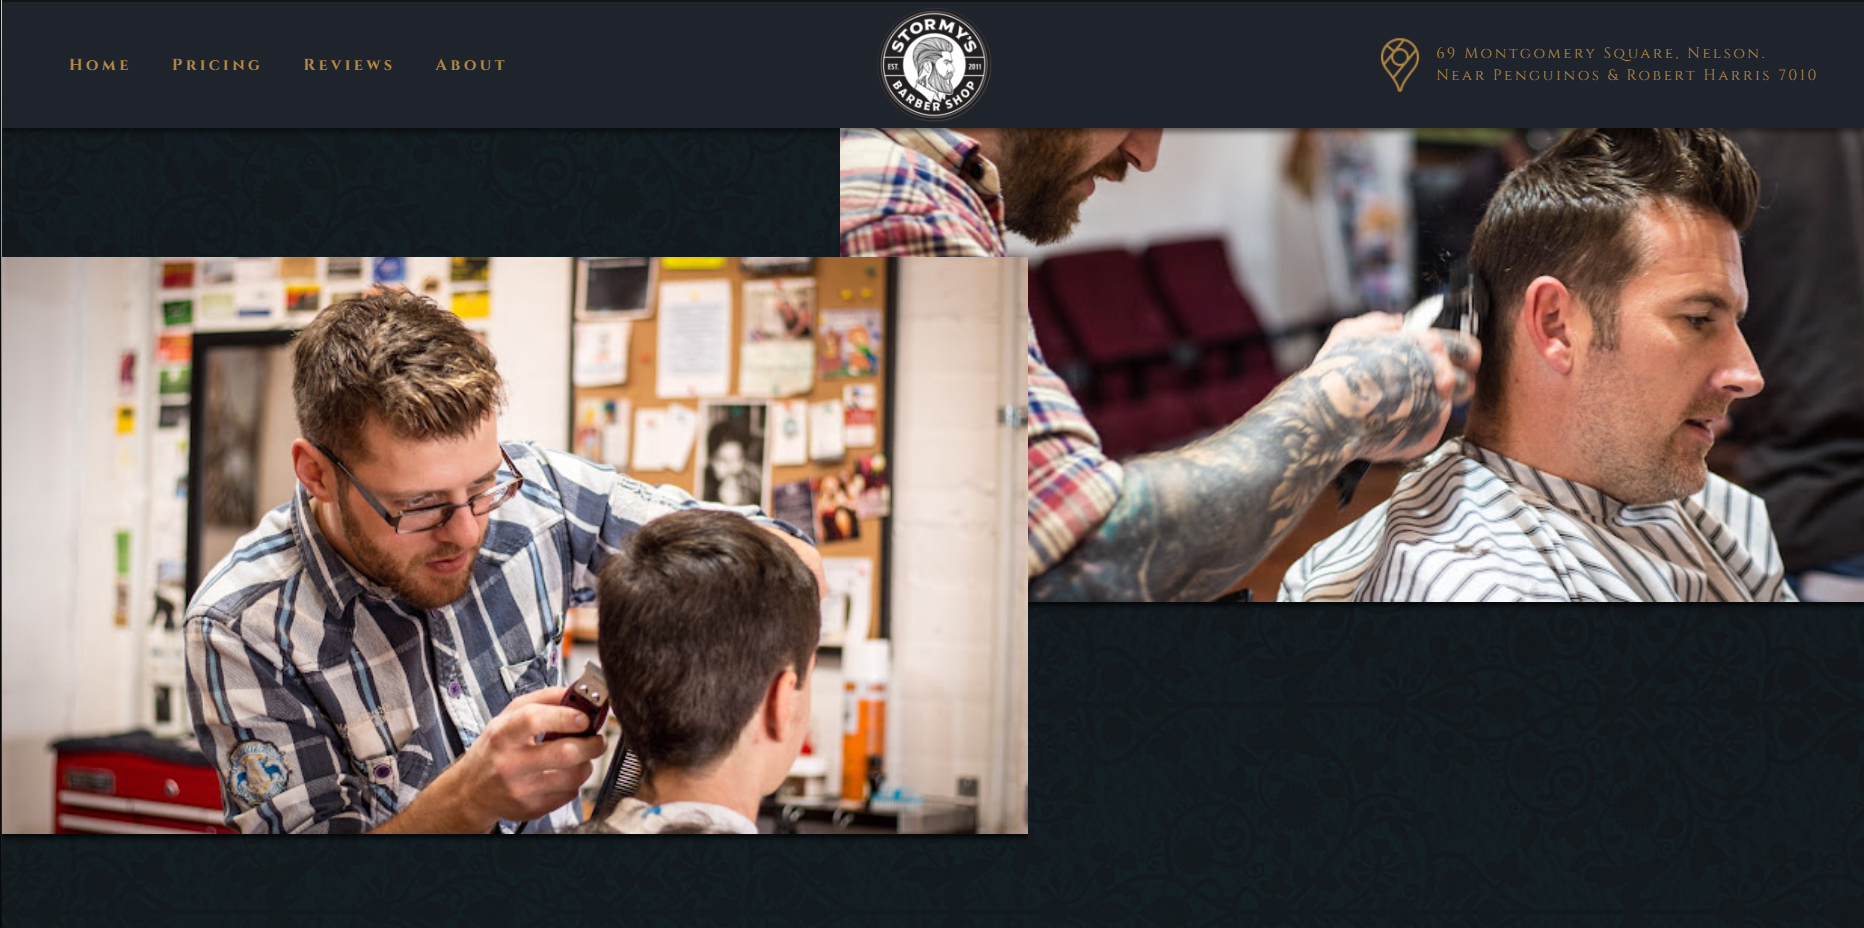 Home Pricing Reviews About
STORMY'S
EST. 2011
BARBER SHOP
69 Montgomery Square, Nelson.
Near Penguinos & Robert Harris 7010